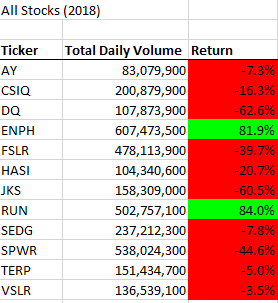 All Stocks (2018)
Ticker Total Daily Volume Return
AY 83,079,900 -7.3%
CSIQ 200,879,900 -16.3%
DQ 107,873,900 -62.6%
ENPH 607,473,500 81.9%
FSLR 478,113,900 -39.7%
HASI 104,340,600 -20.7%
JKS 158,309,000 -60.5%
RUN 502,757,100 84.0%
SEDG 237,212,300 -7.8%
SPWR 538,024,300 -44.6%
TERP 151,434,700 -5.0%
VSLR 136,539,100 -3.5%